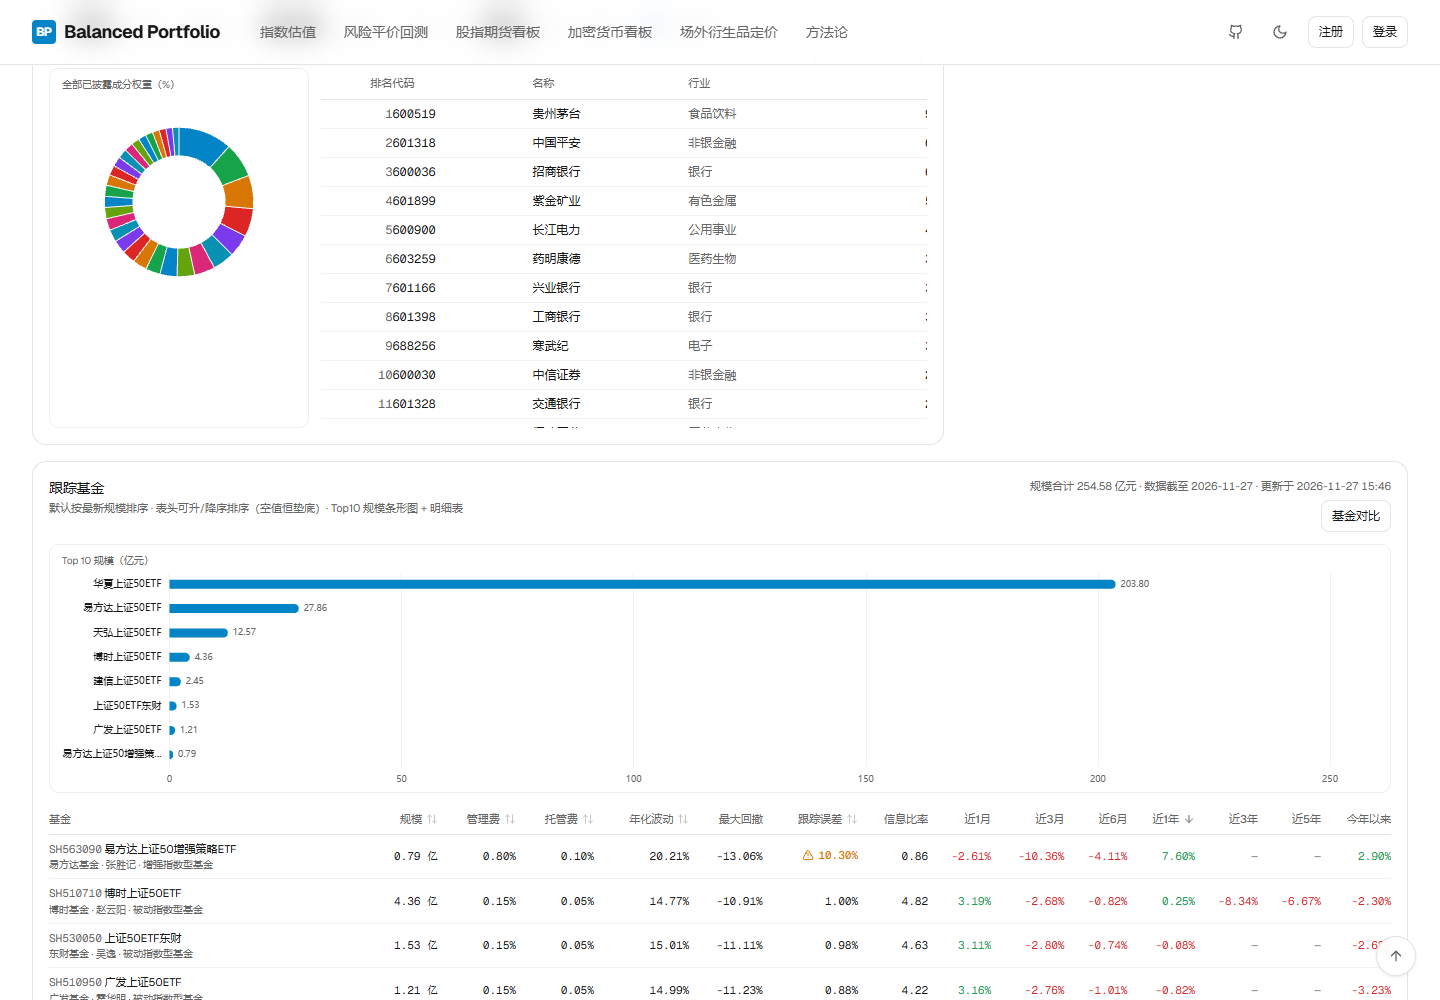 BP Balanced Portfolio 指数估值 风险平价回测 股指期货看板 加密货币看板 场外衍生品定价 方法论 注册 登录
全部已披露成分权重（%）
排名代码 名称 行业
1600519 贵州茅台 食品饮料
2601318 中国平安 非银金融
3600036 招商银行 银行
4601899 紫金矿业 有色金属
5600900 长江电力 公用事业
6603259 药明康德 医药生物
7601166 兴业银行 银行
8601398 工商银行 银行
9688256 寒武纪 电子
10600030 中信证券 非银金融
11601328 交通银行 银行
跟踪基金
规模合计 254.58 亿元 · 数据截至 2026-11-27 · 更新于 2026-11-27 15:46
默认按最新规模排序 · 表头可升/降序排序（空值恒垫底）· Top10 规模条形图 + 明细表
基金对比
Top 10 规模（亿元）
华夏上证50ETF 203.80
易方达上证50ETF 27.86
天弘上证50ETF 12.57
博时上证50ETF 4.36
建信上证50ETF 2.45
上证50ETF东财 1.53
广发上证50ETF 1.21
易方达上证50增强策... 0.79
0 50 100 150 200 250
基金 规模 管理费 托管费 年化波动 最大回撤 跟踪误差 信息比率 近1月 近3月 近6月 近1年 近3年 近5年 今年以来
SH563090 易方达上证50增强策略ETF
易方达基金 · 张胜记 · 增强指数型基金
0.79 亿 0.80% 0.10% 20.21% -13.06% 10.30% 0.86 -2.61% -10.36% -4.11% 7.60% — — 2.90%
SH510710 博时上证50ETF
博时基金 · 赵云阳 · 被动指数型基金
4.36 亿 0.15% 0.05% 14.77% -10.91% 1.00% 4.82 3.19% -2.68% -0.82% 0.25% -8.34% -6.67% -2.30%
SH530050 上证50ETF东财
东财基金 · 吴逸 · 被动指数型基金
1.53 亿 0.15% 0.05% 15.01% -11.11% 0.98% 4.63 3.11% -2.80% -0.74% -0.08% — —
SH510950 广发上证50ETF
广发基金 · 霍华明 · 被动指数型基金
1.21 亿 0.15% 0.05% 14.99% -11.23% 0.88% 4.22 3.16% -2.76% -1.01% -0.82% — — -3.23%